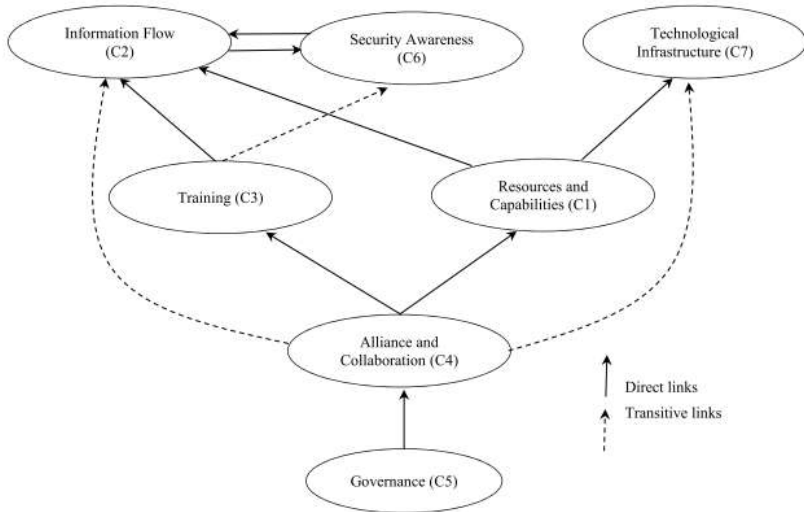 Information Flow
(C2)
Security Awareness
(C6)
Technological
Infrastructure (C7)
Training (C3)
Resources and
Capabilities (C1)
Alliance and
Collaboration (C4)
Direct links
Transitive links
Governance (C5)